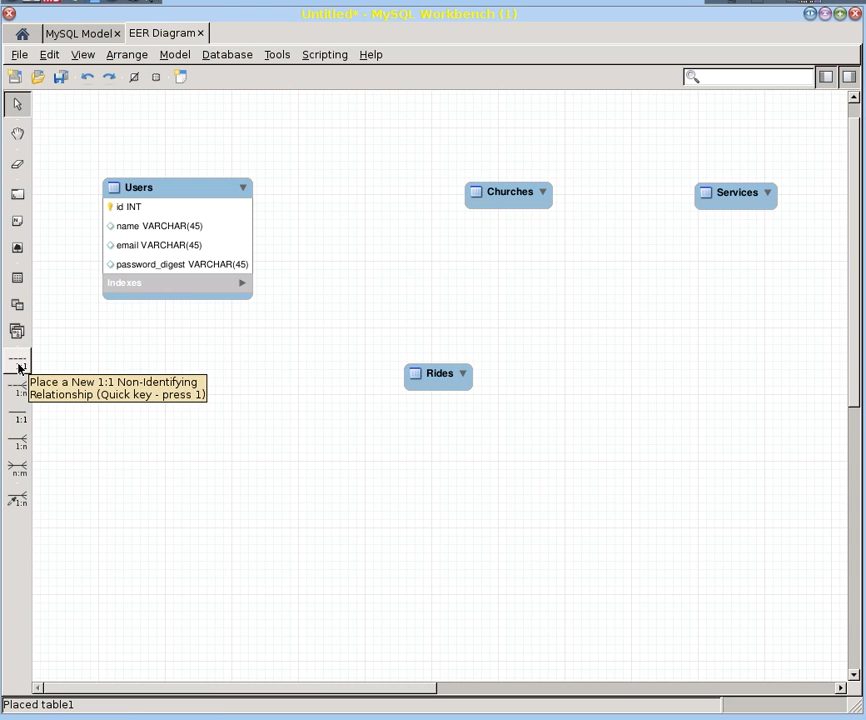 Untitled* - MySQL Workbench (1)
MySQL Model
EER Diagram
File Edit View Arrange Model Database Tools Scripting Help
Users
id INT
name VARCHAR(45)
email VARCHAR(45)
password_digest VARCHAR(45)
Indexes
Churches
Services
Rides
Place a New 1:1 Non-Identifying
Relationship (Quick key - press 1)
1:n
1:1
1:n
n:m
1:n
Placed table1